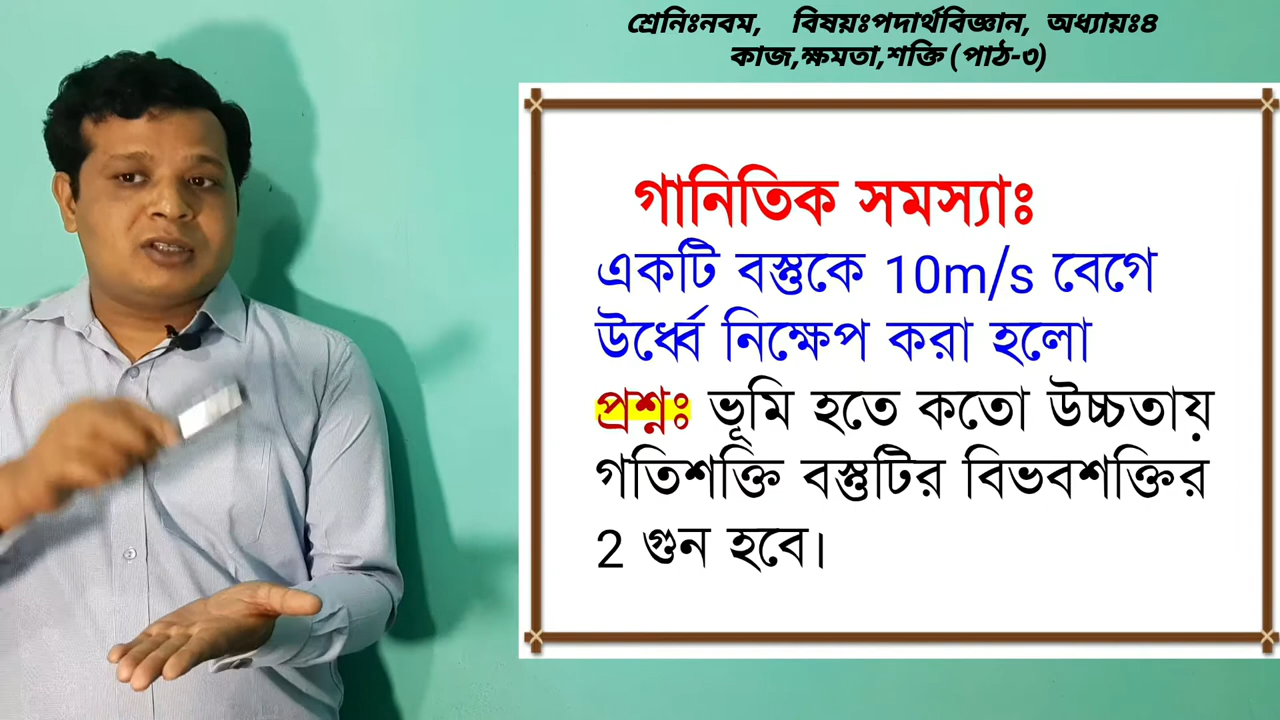 শ্রেনিঃনবম, বিষয়ঃপদার্থবিজ্ঞান, অধ্যায়ঃ৪
কাজ,ক্ষমতা,শক্তি (পাঠ-৩)
গানিতিক সমস্যাঃ
একটি বস্তুকে 10m/s বেগে
উর্ধ্বে নিক্ষেপ করা হলো
প্রশ্নঃ ভূমি হতে কতো উচ্চতায়
গতিশক্তি বস্তুটির বিভবশক্তির
2 গুন হবে।